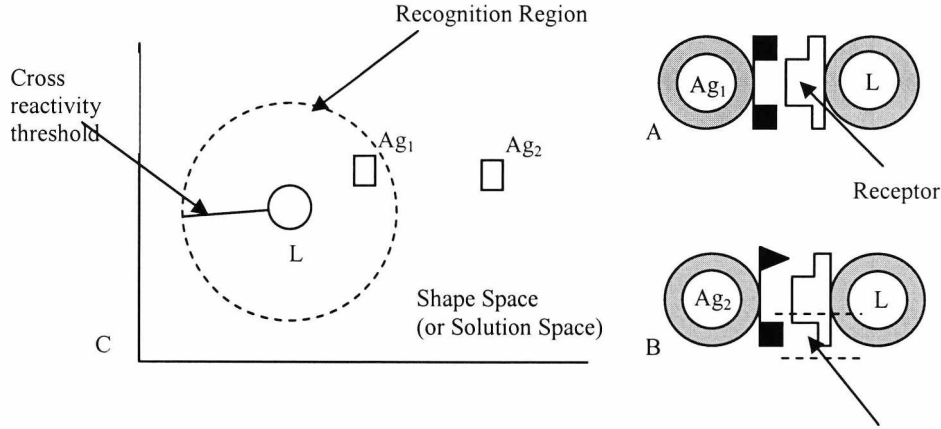 Recognition Region
Cross
reactivity
threshold
Ag₁
Ag₂
L
Shape Space
(or Solution Space)
C
Ag₁
L
A
Receptor
Ag₂
L
B